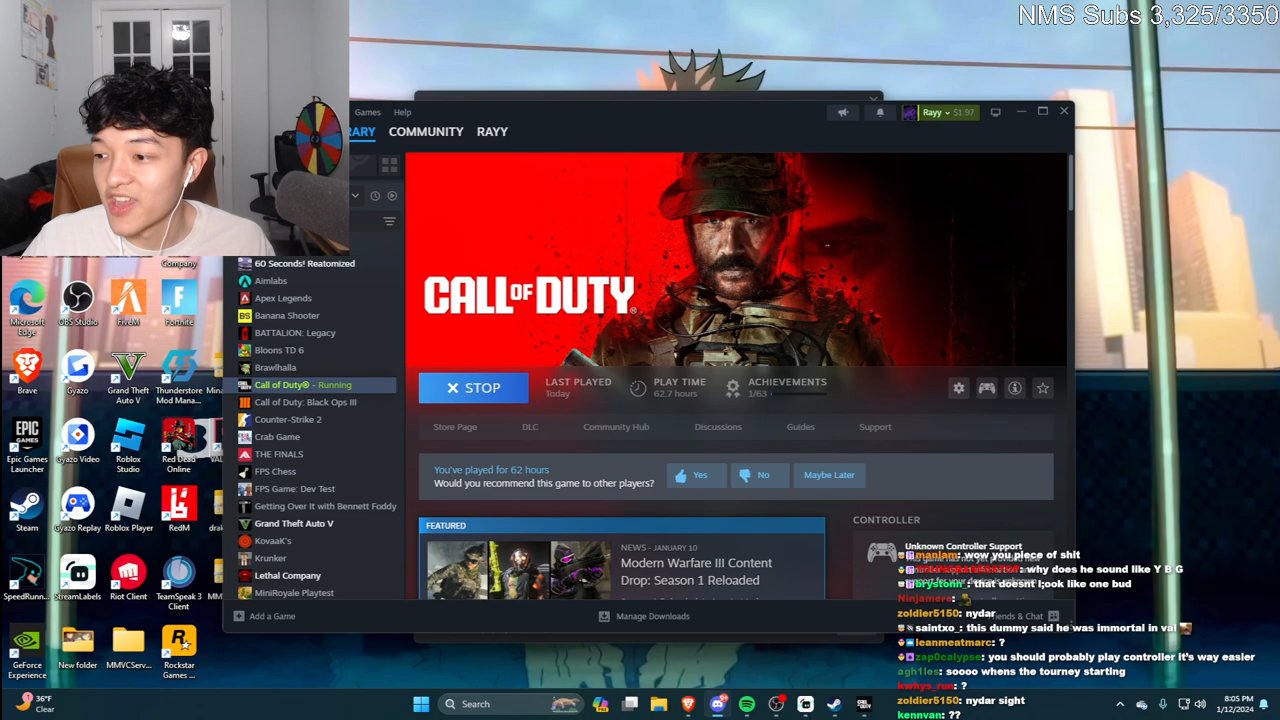 NMS Subs 3,325/3350
Games Help
Rayy $1.97
RARY COMMUNITY RAYY
CALL OF DUTY®
60 Seconds! Reatomized
Aimlabs
Apex Legends
Banana Shooter
BATTALION: Legacy
Bloons TD 6
Brawlhalla
Call of Duty® - Running
Call of Duty: Black Ops III
Counter-Strike 2
Crab Game
THE FINALS
FPS Chess
FPS Game: Dev Test
Getting Over It with Bennett Foddy
Grand Theft Auto V
KovaaK's
Krunker
Lethal Company
MiniRoyale Playtest
STOP
LAST PLAYED
Today
PLAY TIME
62.7 hours
ACHIEVEMENTS
1/63
Store Page DLC Community Hub Discussions Guides Support
You've played for 62 hours
Would you recommend this game to other players?
Yes No Maybe Later
FEATURED
NEWS - JANUARY 10
Modern Warfare III Content
Drop: Season 1 Reloaded
CONTROLLER
Unknown Controller Support
Add a Game
Manage Downloads
Friends & Chat
Company
Microsoft Edge
OBS Studio
FiveM
Fortnite
Brave
Gyazo
Grand Theft Auto V
Thunderstore Mod Mana...
Epic Games Launcher
Gyazo Video
Roblox Studio
Red Dead Online
Steam
Gyazo Replay
Roblox Player
RedM
SpeedRun...
StreamLabels
Riot Client
TeamSpeak 3 Client
GeForce Experience
New folder
MMVCServ...
Rockstar Games ...
manlam: wow you piece of shit
why does he sound like Y B G
brystonn: that doesnt look like one bud
Ninjamere:
zoldier5150: nydar
saintxo_: this dummy said he was immortal in val
leanmeatmarc: ?
zap0calypse: you should probably play controller it's way easier
agh1les: soooo whens the tourney starting
kwhys_run: ?
zoldier5150: nydar sight
kennvan: ??
36°F
Clear
Search
8:05 PM
1/12/2024